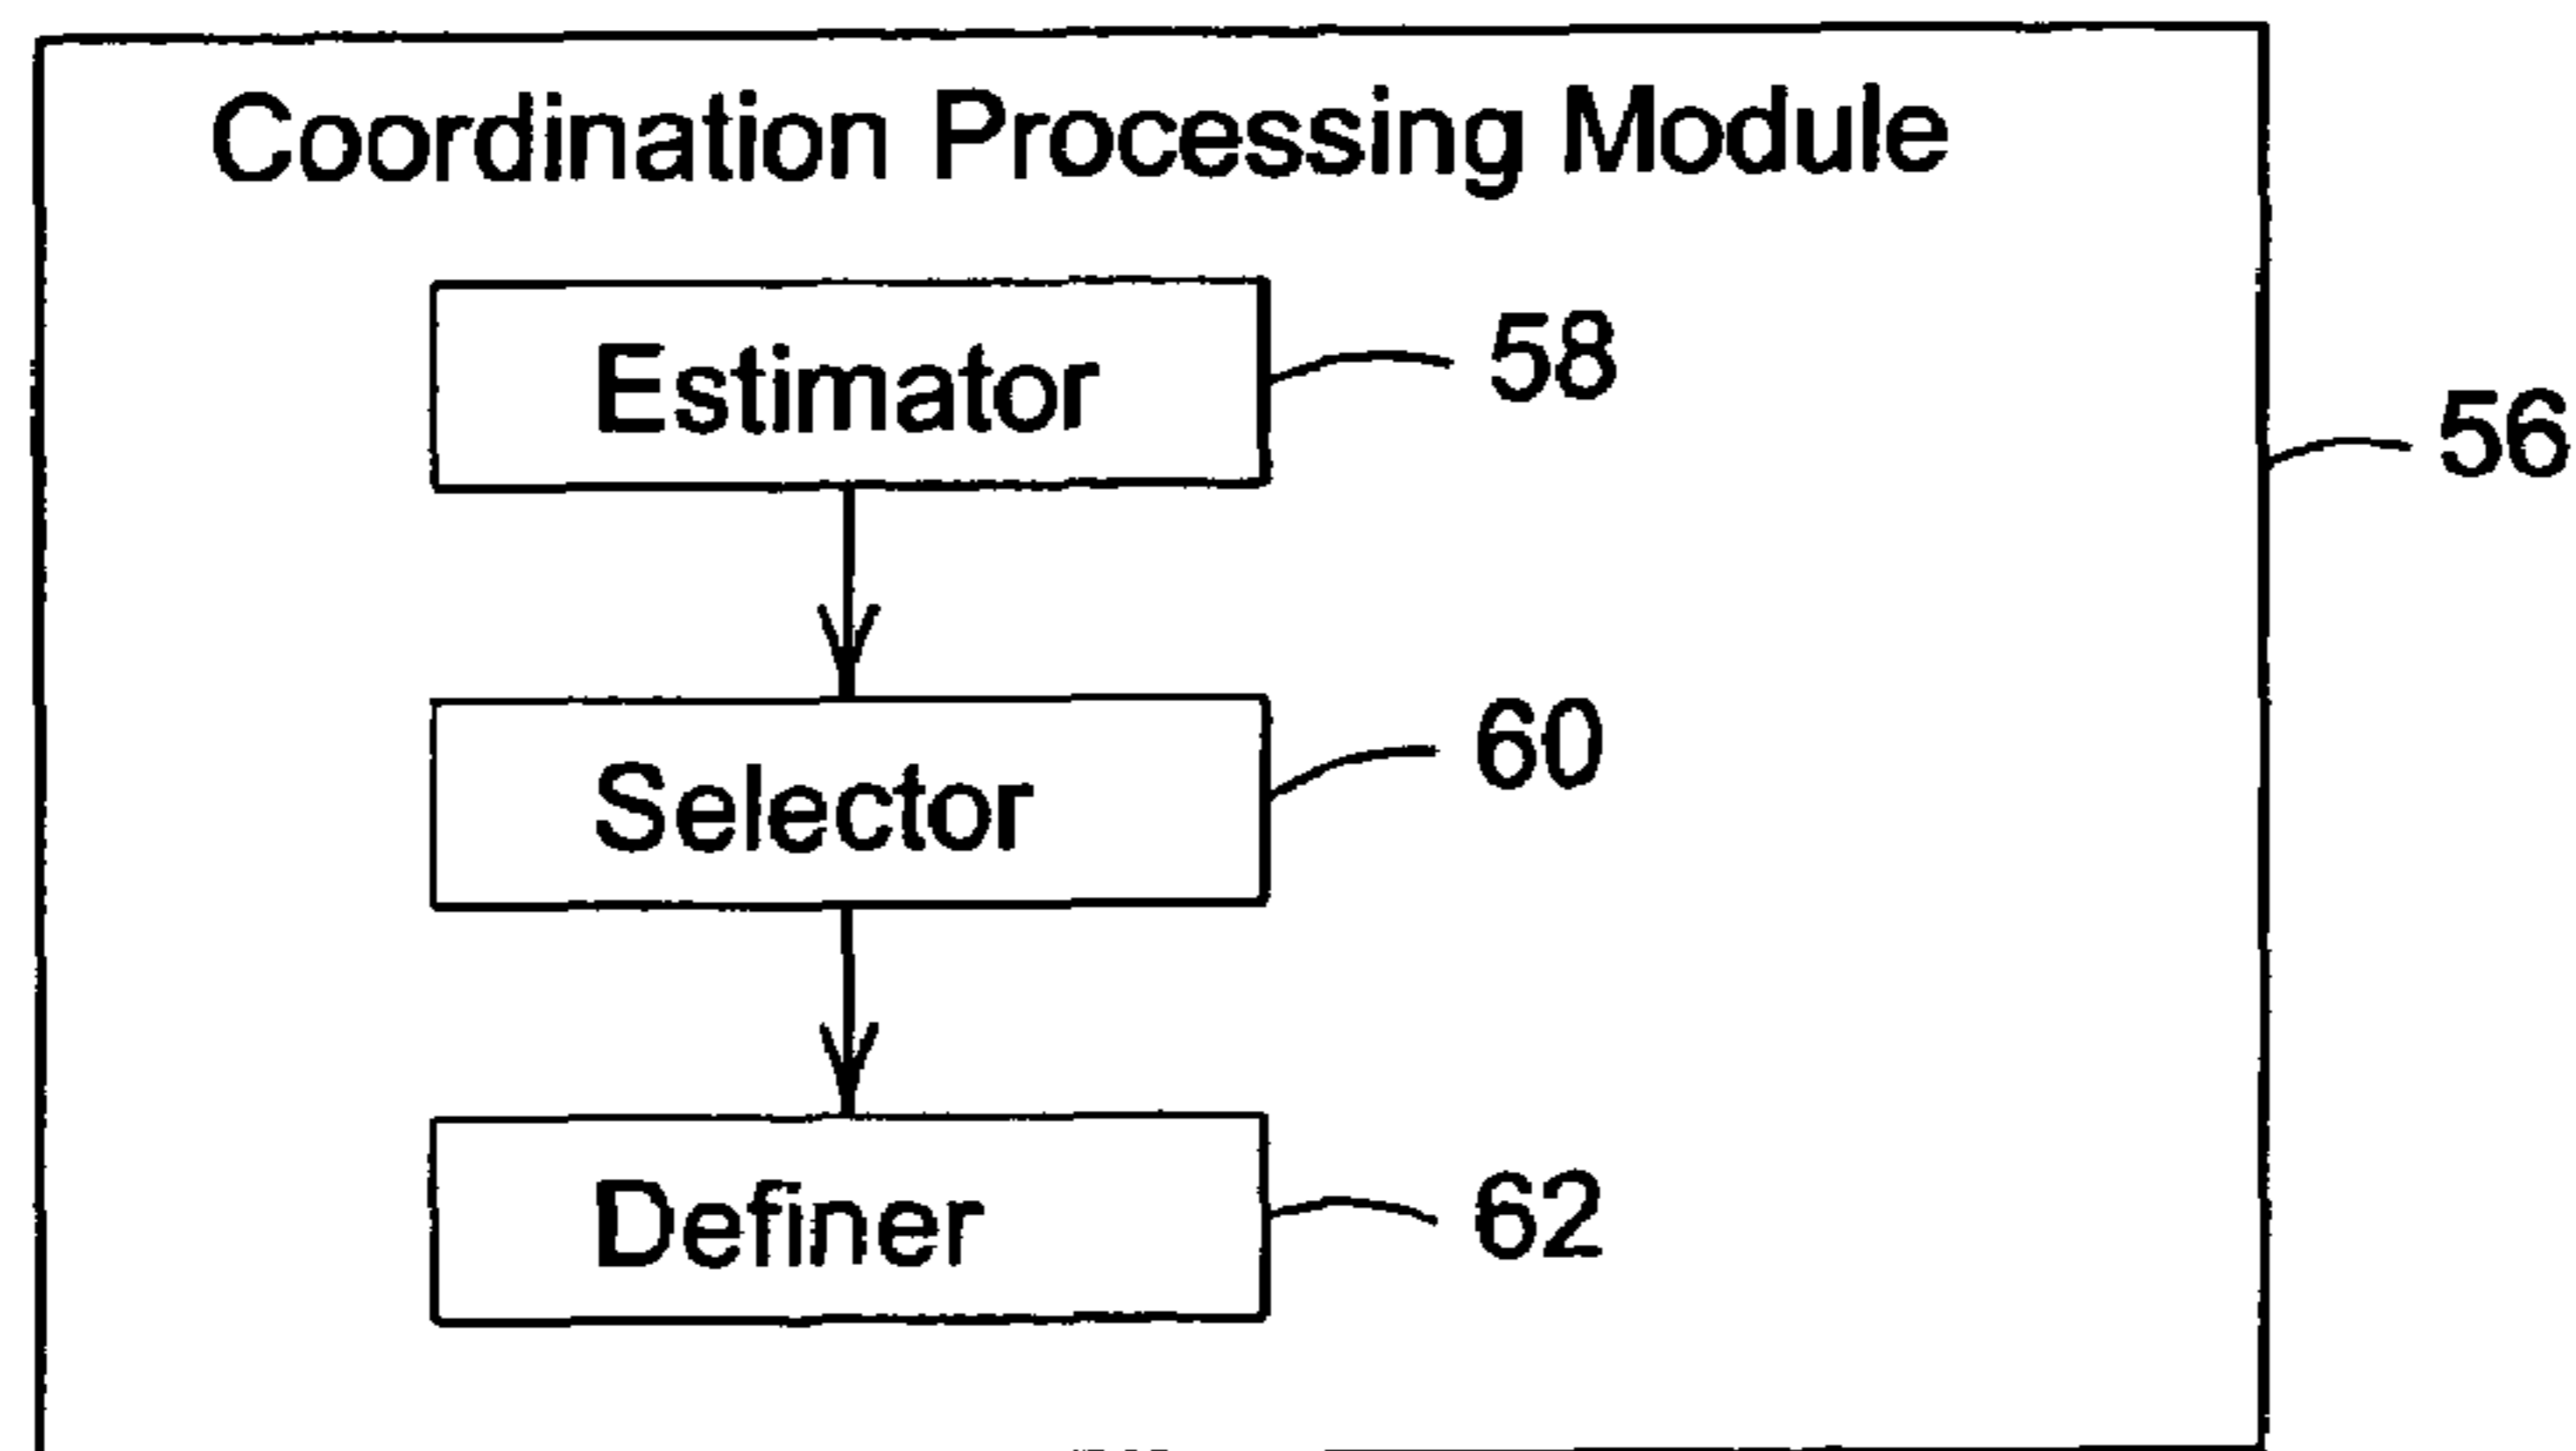 Coordination Processing Module
Estimator
58
56
Selector
60
Definer
62